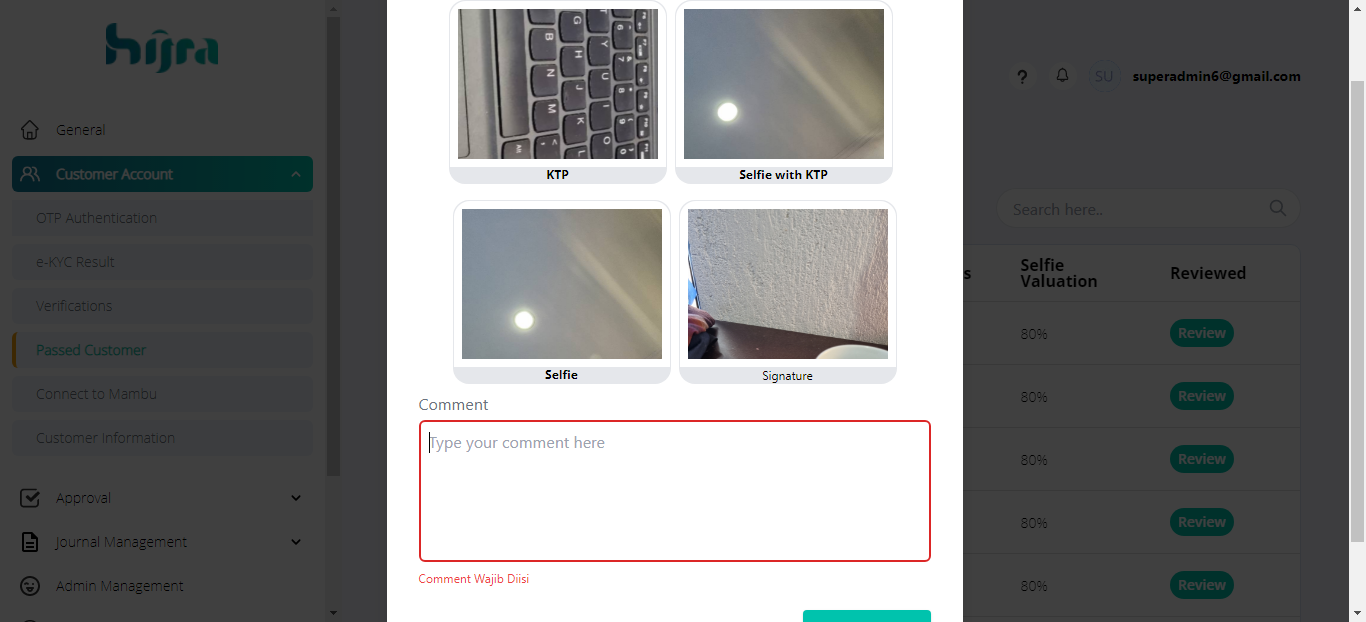 hijra
General
Customer Account
OTP Authentication
e-KYC Result
Verifications
Passed Customer
Connect to Mambu
Customer Information
Approval
Journal Management
Admin Management
KTP
Selfie with KTP
Selfie
Signature
Comment
Type your comment here
Comment Wajib Diisi
?
SU
superadmin6@gmail.com
Search here..
s
Selfie
Valuation
Reviewed
80%
Review
80%
Review
80%
Review
80%
Review
80%
Review